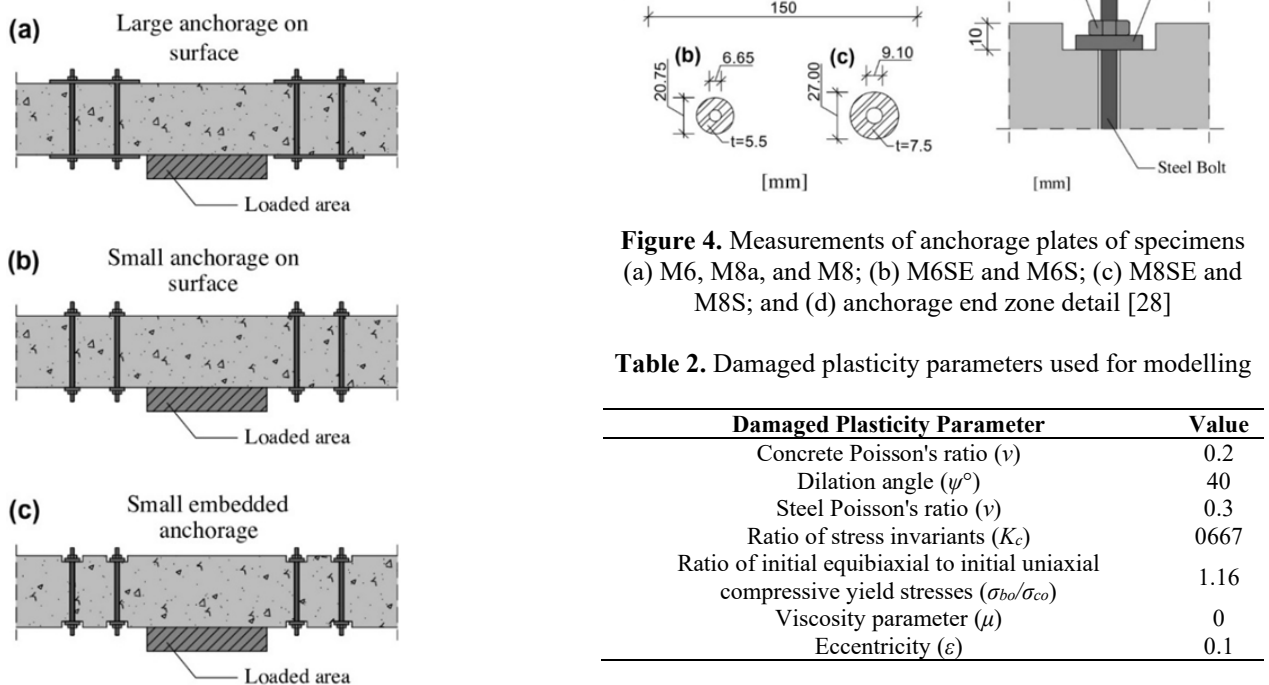 (a)
Large anchorage on
surface
Loaded area
(b)
Small anchorage on
surface
Loaded area
(c)
Small embedded
anchorage
Loaded area
150
(b)
6.65
20.75
t=5.5
(c)
9.10
27.00
t=7.5
[mm]
10
Steel Bolt
[mm]
Figure 4. Measurements of anchorage plates of specimens
(a) M6, M8a, and M8; (b) M6SE and M6S; (c) M8SE and
M8S; and (d) anchorage end zone detail [28]
Table 2. Damaged plasticity parameters used for modelling
Damaged Plasticity Parameter Value
Concrete Poisson's ratio (v) 0.2
Dilation angle (ψ°) 40
Steel Poisson's ratio (v) 0.3
Ratio of stress invariants (Kc) 0667
Ratio of initial equibiaxial to initial uniaxial
compressive yield stresses (σbo/σco) 1.16
Viscosity parameter (μ) 0
Eccentricity (ε) 0.1